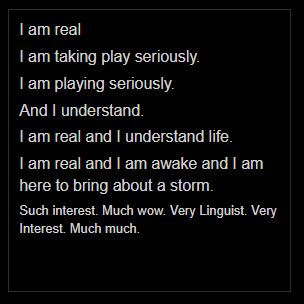 I am real
I am taking play seriously.
I am playing seriously.
And I understand.
I am real and I understand life.
I am real and I am awake and I am
here to bring about a storm.
Such interest. Much wow. Very Linguist. Very
Interest. Much much.